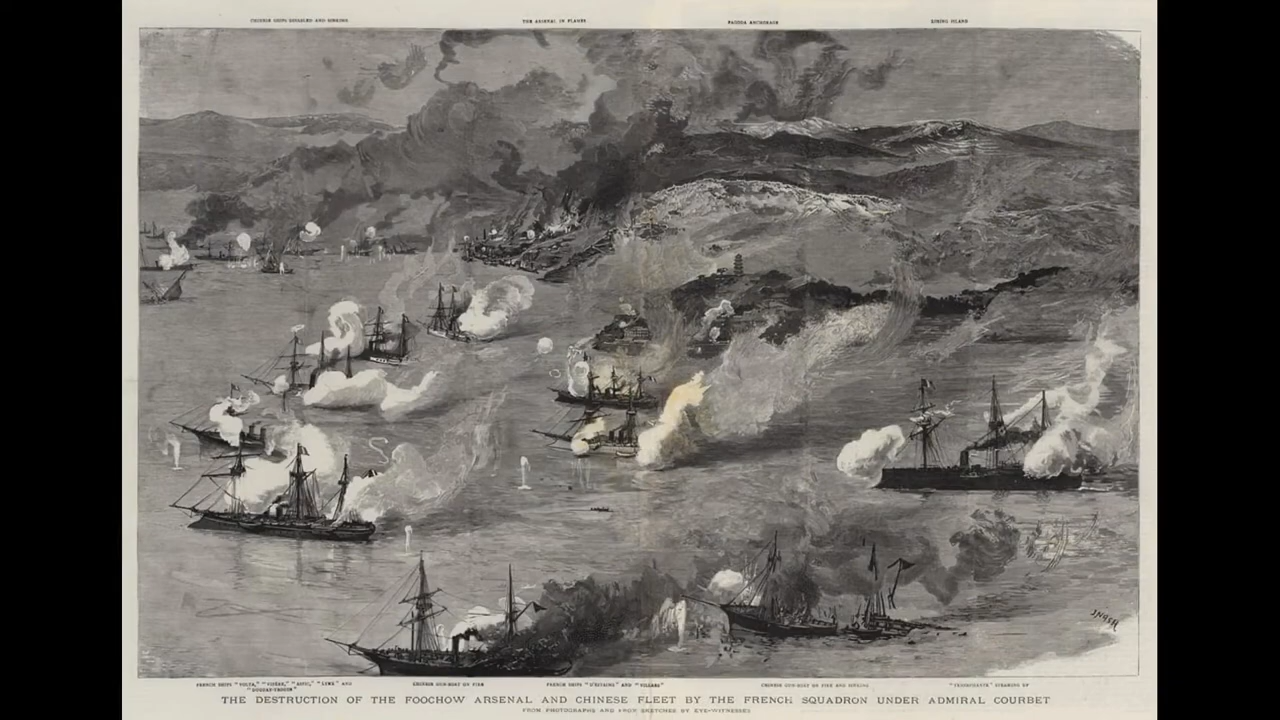 CHINESE SHIPS DISABLED AND SINKING
THE ARSENAL IN FLAMES
PAGODA ANCHORAGE
LOSING ISLAND
J.NASH
FRENCH SHIPS "VOLTA," "VIPÈRE," "ASPIC," "LYNX" AND
"DUGUAY-TROUIN"
CHINESE GUN-BOAT ON FIRE
FRENCH SHIPS "D'ESTAING" AND "VILLARS"
CHINESE GUN-BOAT ON FIRE AND SINKING
"TRIOMPHANTE" STEAMING UP
THE DESTRUCTION OF THE FOOCHOW ARSENAL AND CHINESE FLEET BY THE FRENCH SQUADRON UNDER ADMIRAL COURBET
FROM PHOTOGRAPHS AND FROM SKETCHES BY EYE-WITNESSES